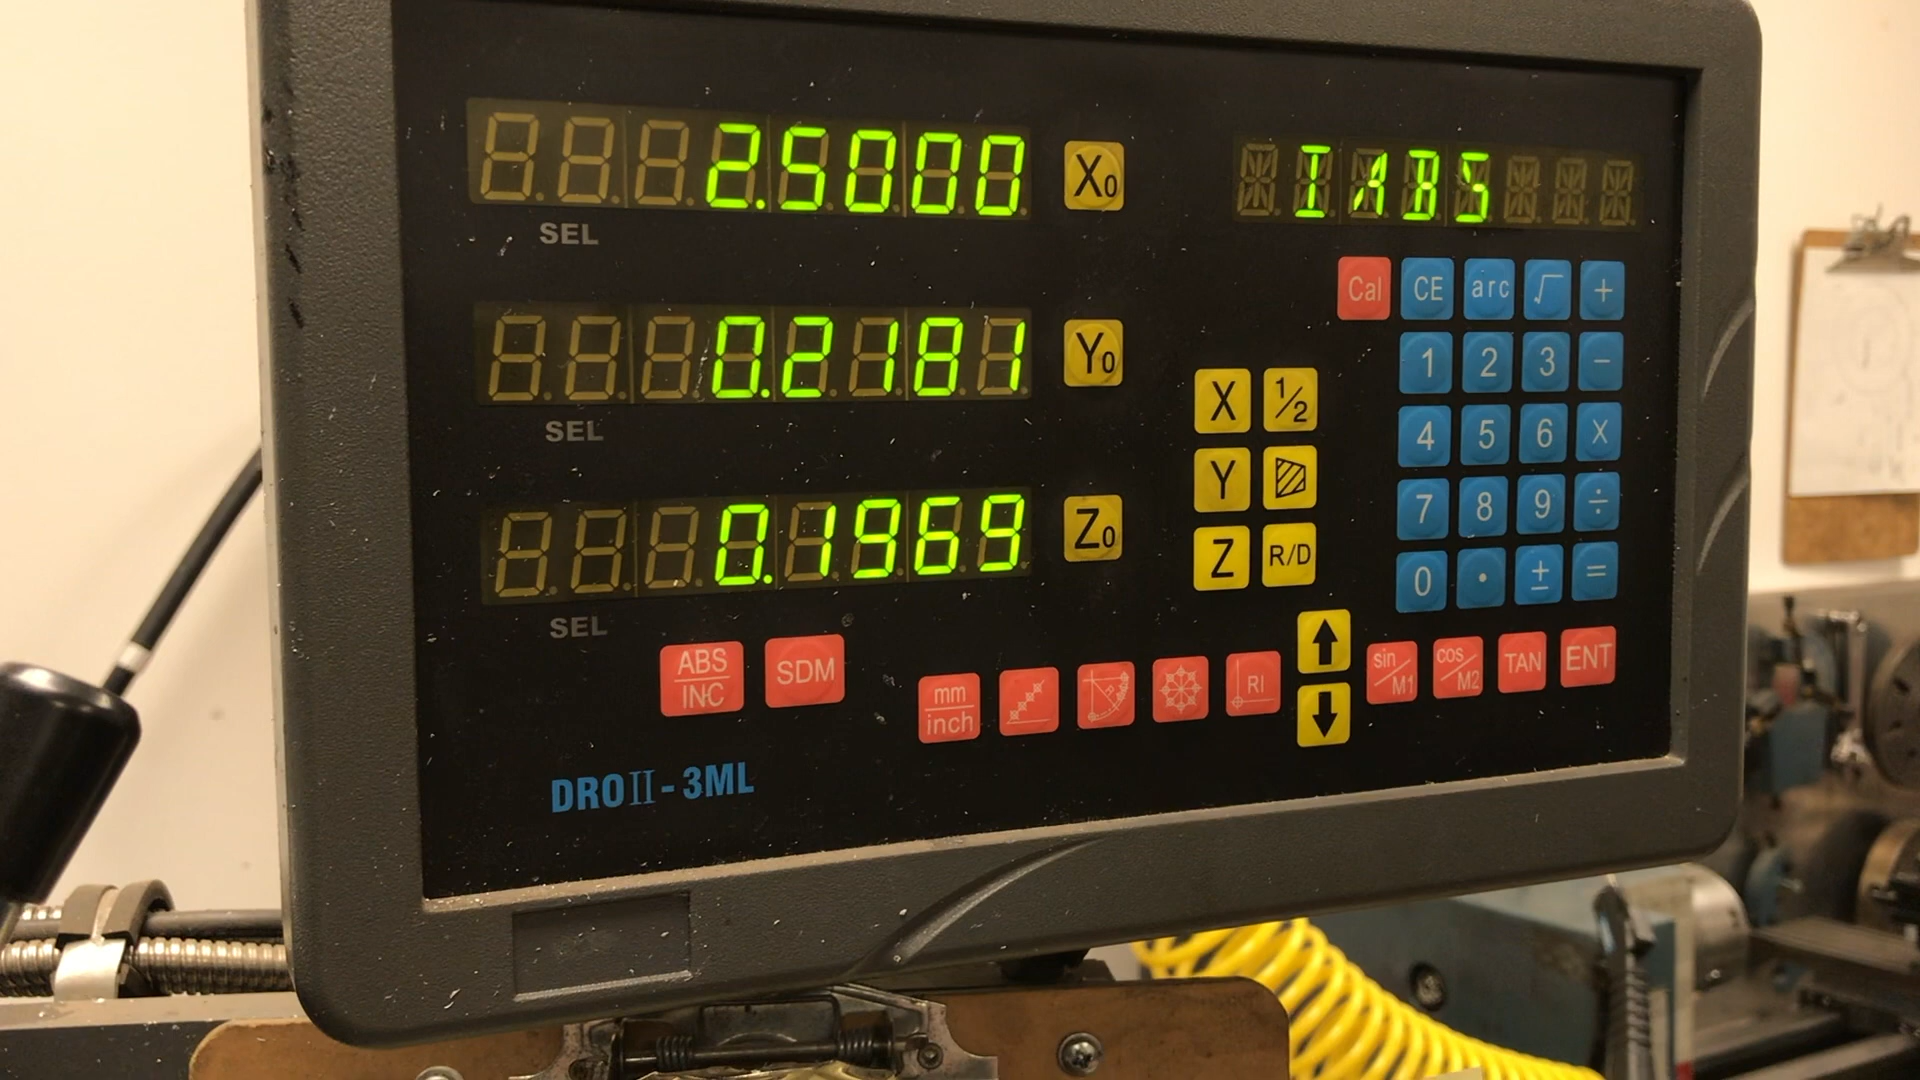 2.5000 X0 I ABS
SEL
Cal CE arc √ +
0.2181 Y0
1 2 3 −
X 1/2
SEL
4 5 6 X
Y
0.1969 Z0
7 8 9 ÷
Z R/D
0 . ± =
SEL
ABS/INC SDM
mm/inch RI sin/M1 cos/M2 TAN ENT
DROII-3ML